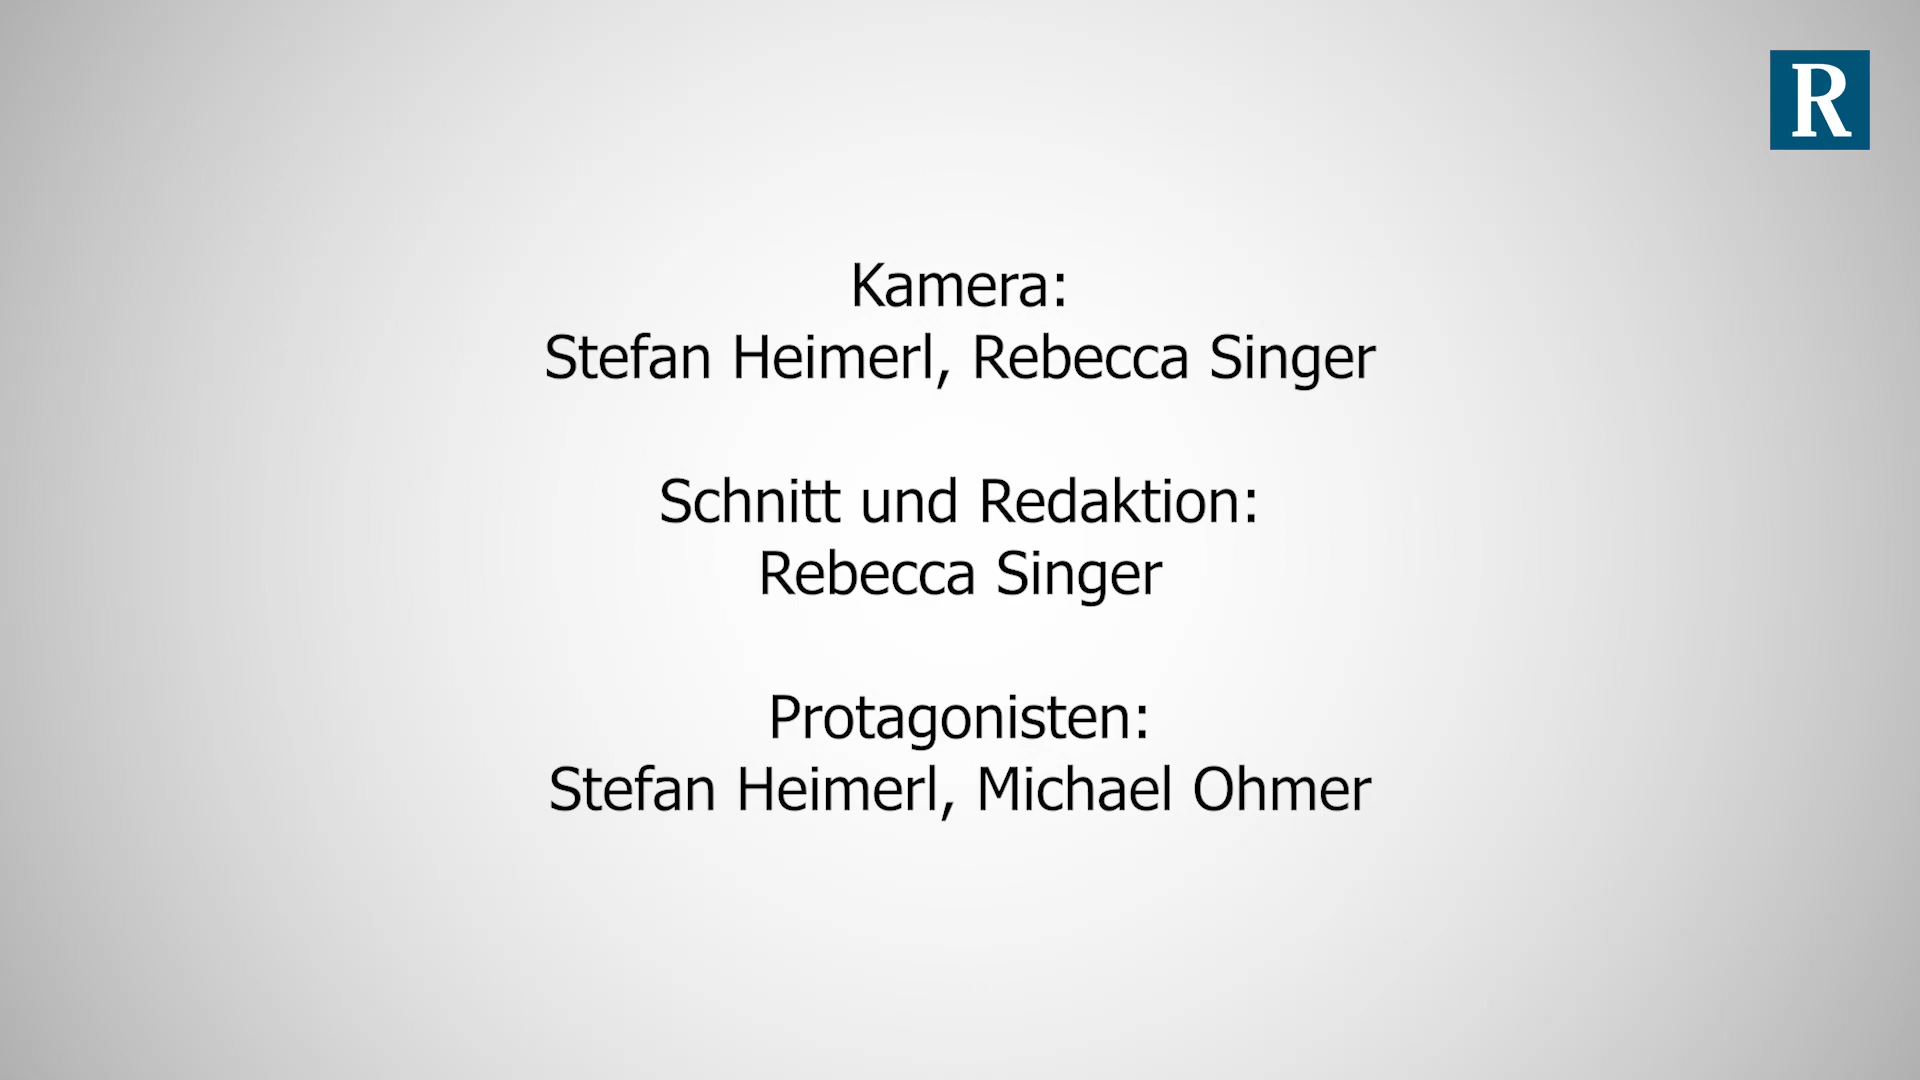 R
Kamera:
Stefan Heimerl, Rebecca Singer
Schnitt und Redaktion:
Rebecca Singer
Protagonisten:
Stefan Heimerl, Michael Ohmer